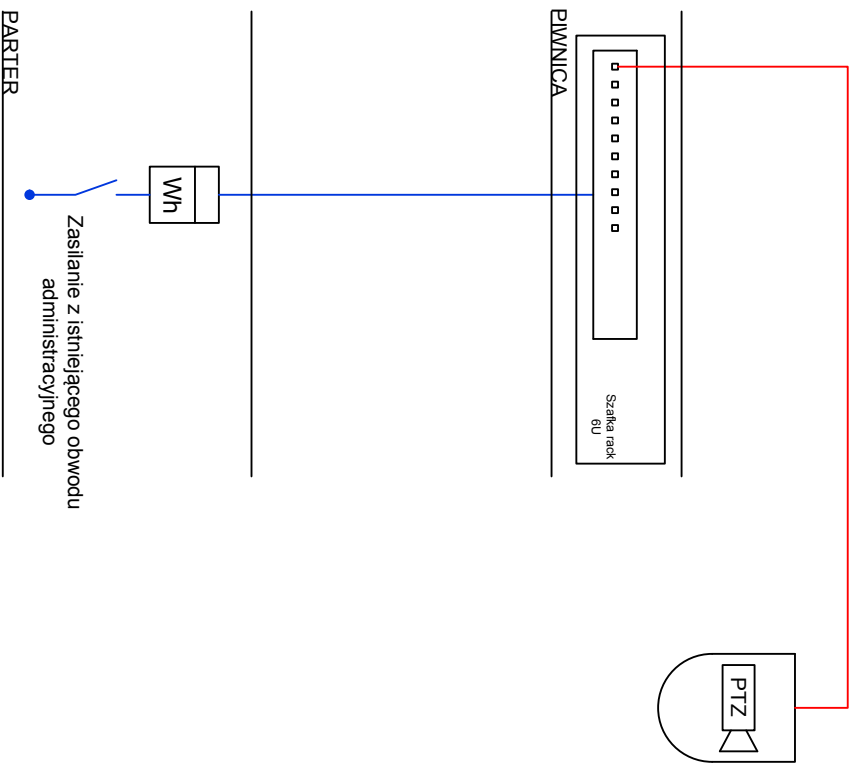 PIWNICA
Szafka rack
6U
PTZ
Wh
Zasilanie z istniejącego obwodu
administracyjnego
PARTER